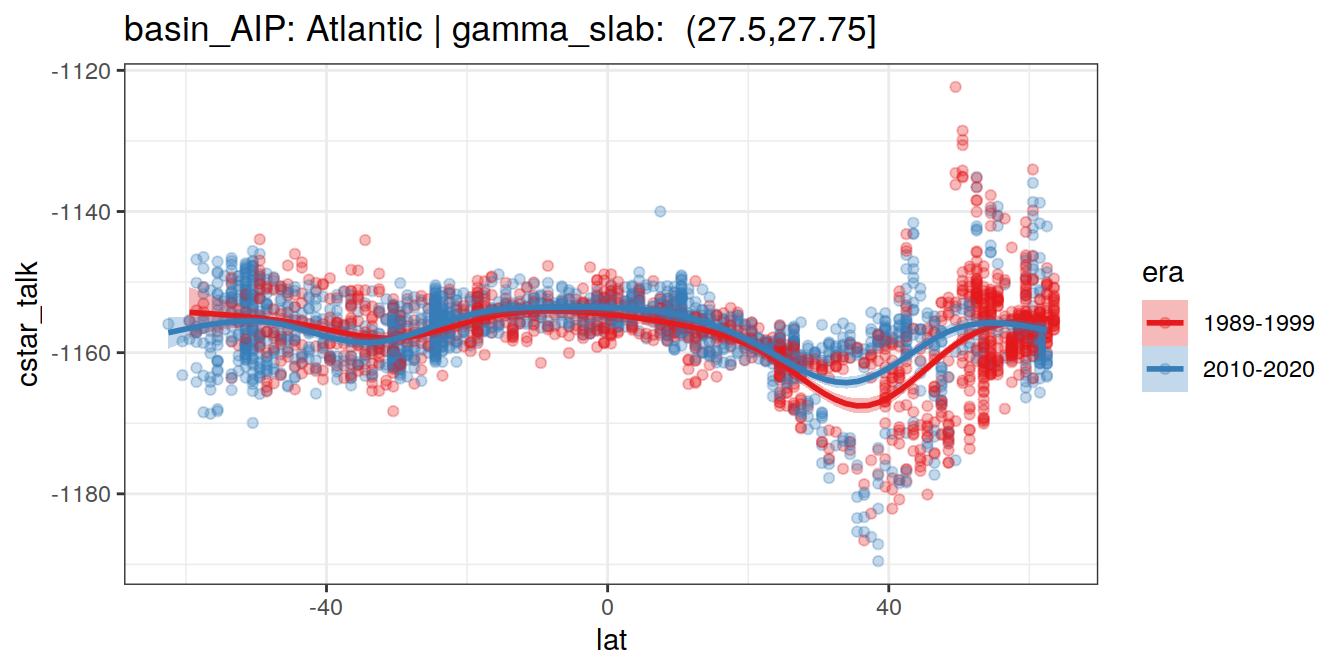 basin_AIP: Atlantic | gamma_slab:  (27.5,27.75]
-1120
-1140
-1160
-1180
cstar_talk
-40
0
40
lat
era
1989-1999
2010-2020